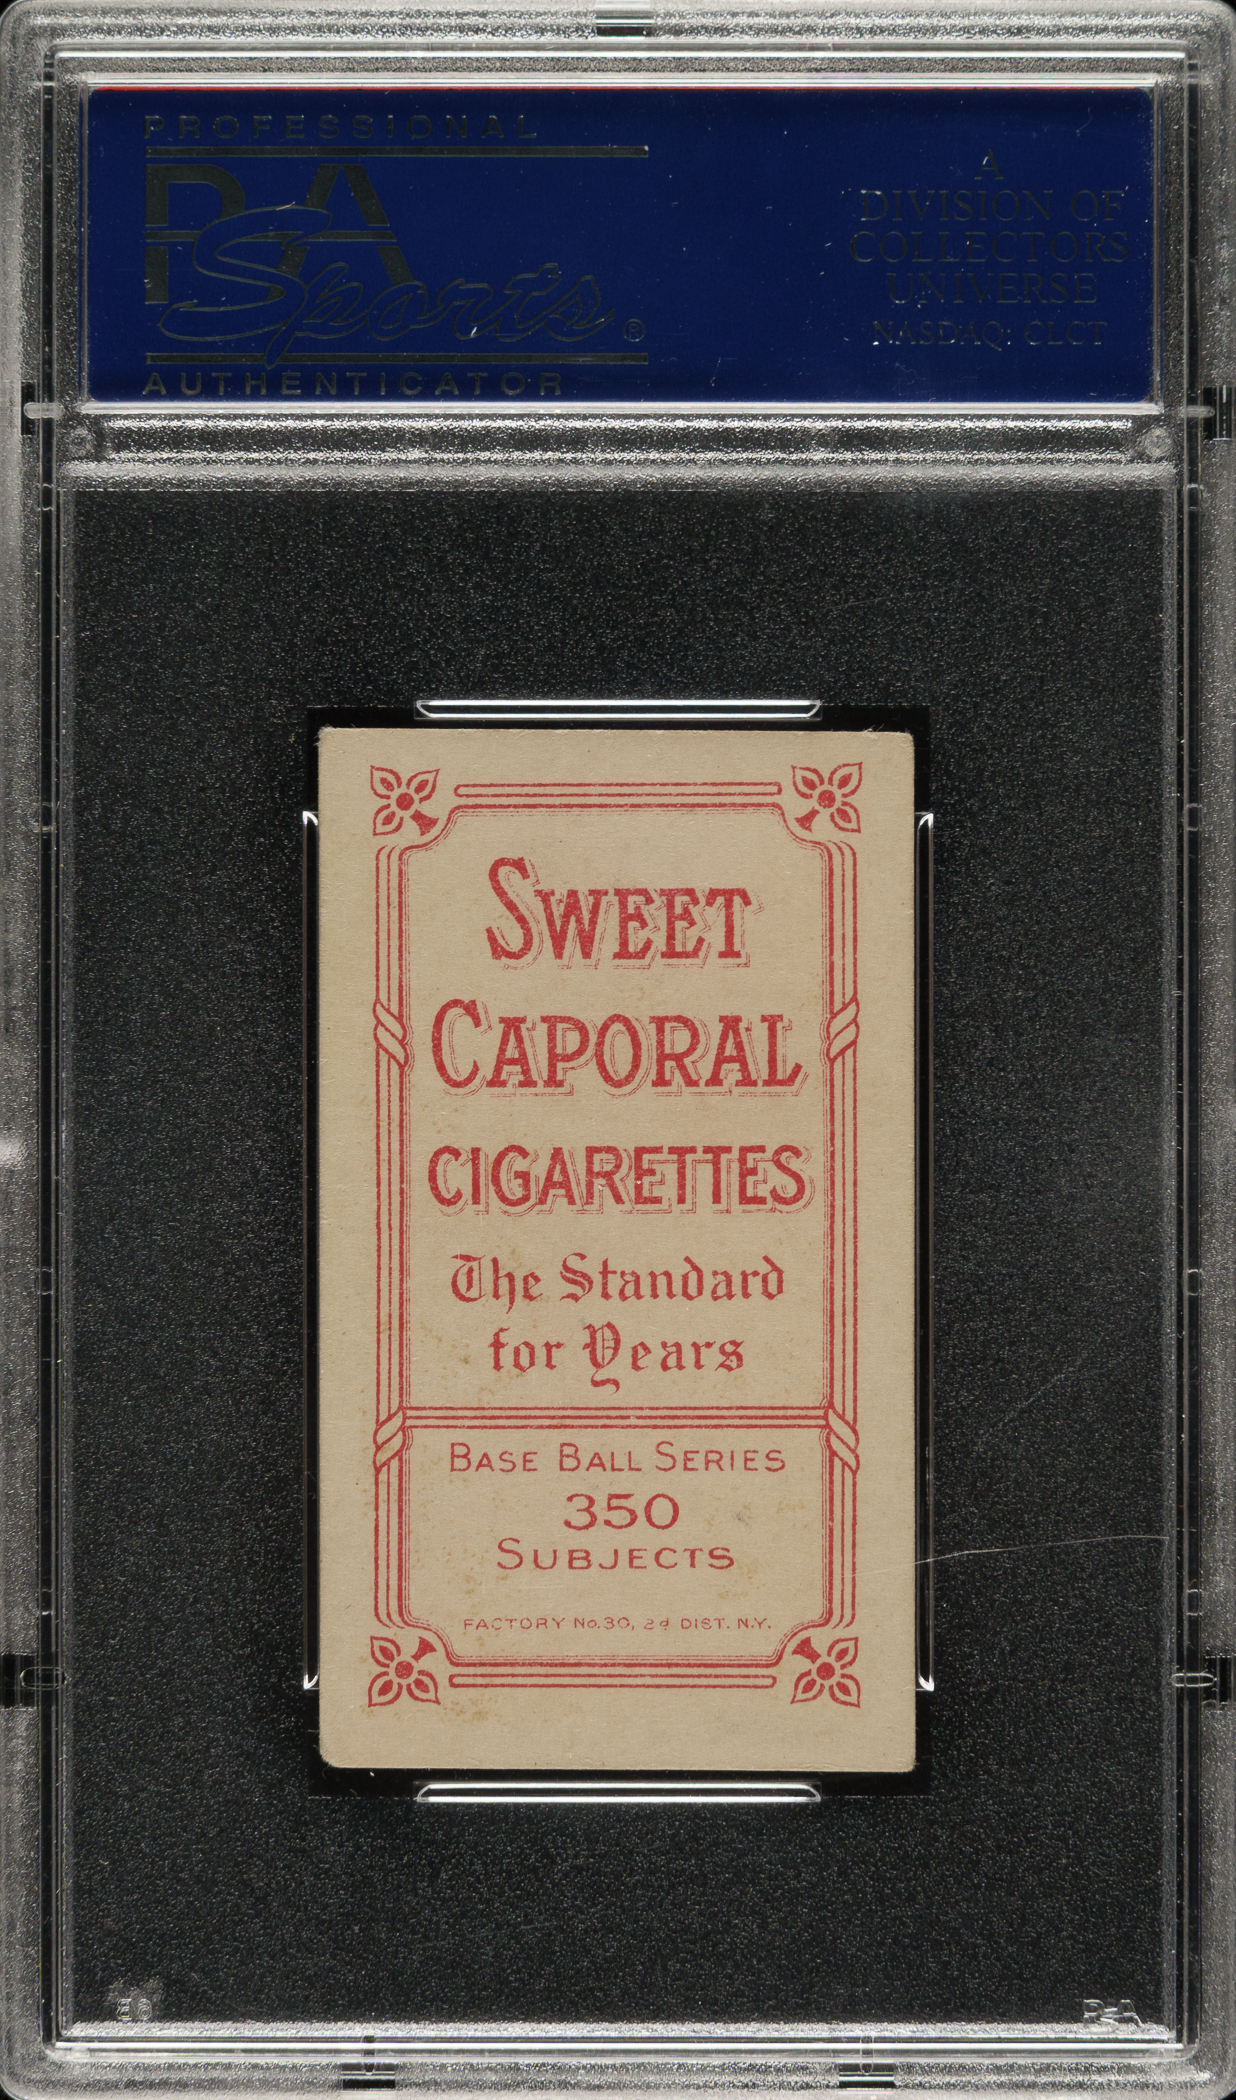 PROFESSIONAL
PSA
Sports ®
AUTHENTICATOR
A
DIVISION OF
COLLECTORS
UNIVERSE
NASDAQ: CLCT
SWEET
CAPORAL
CIGARETTES
The Standard
for Years
BASE BALL SERIES
350
SUBJECTS
FACTORY No. 30, 2d DIST. N.Y.
PSA